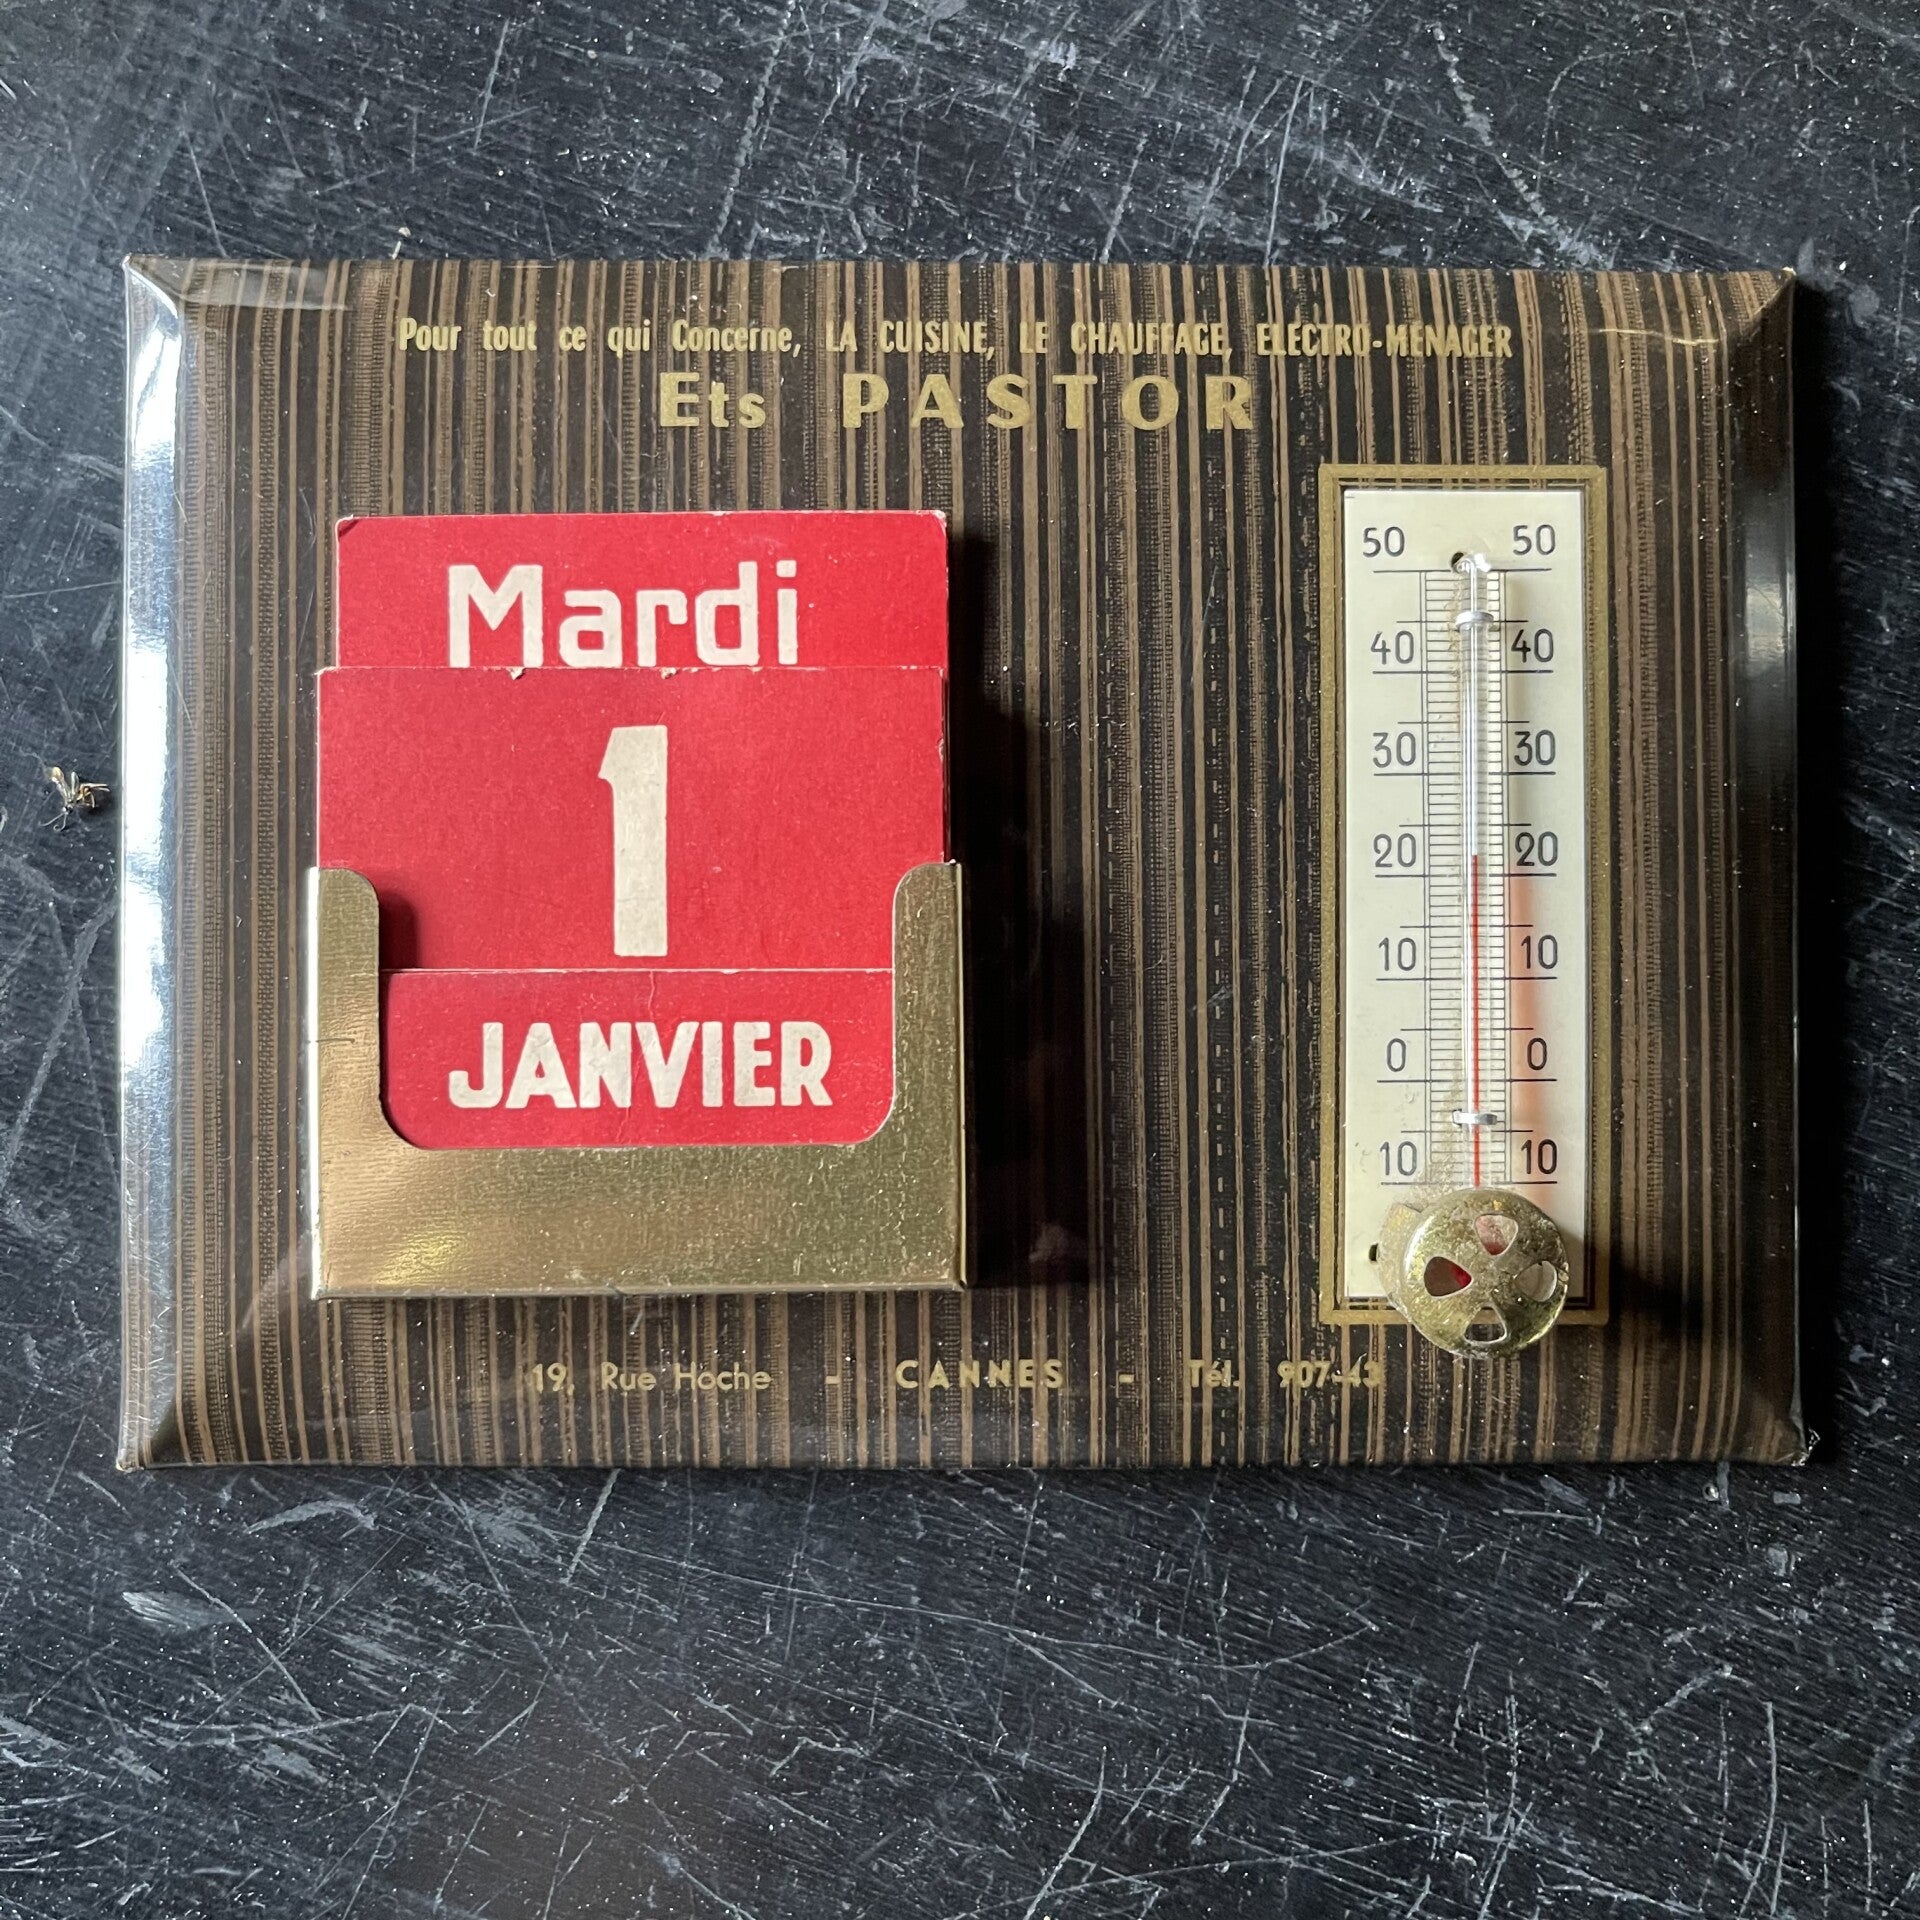 Pour tout ce qui Concerne, LA CUISINE, LE CHAUFFAGE, ELECTRO-MENAGER
Ets PASTOR
Mardi
1
JANVIER
50 50
40 40
30 30
20 20
10 10
0 0
10 10
19, Rue Hoche - CANNES - Tél. 907-43